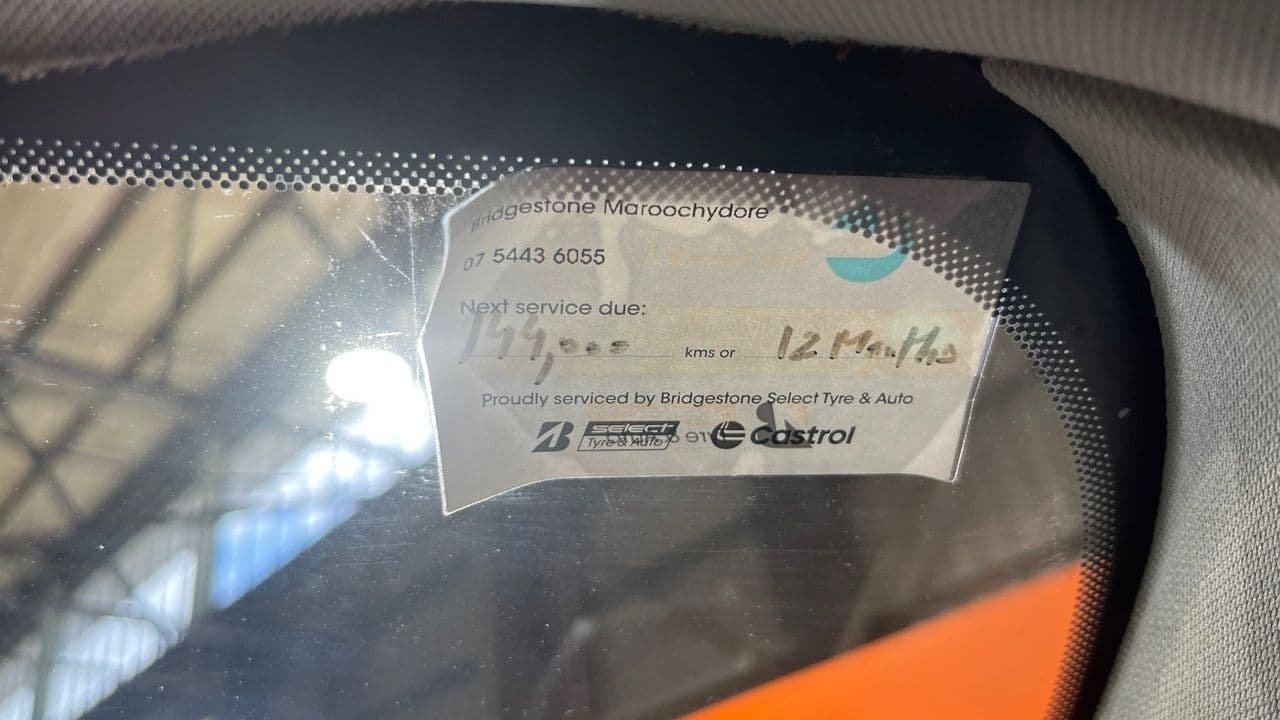 Bridgestone Maroochydore
07 5443 6055
Next service due:
144,000 kms or 12 Months
Proudly serviced by Bridgestone Select Tyre & Auto
B SELECT Tyre & Auto Castrol